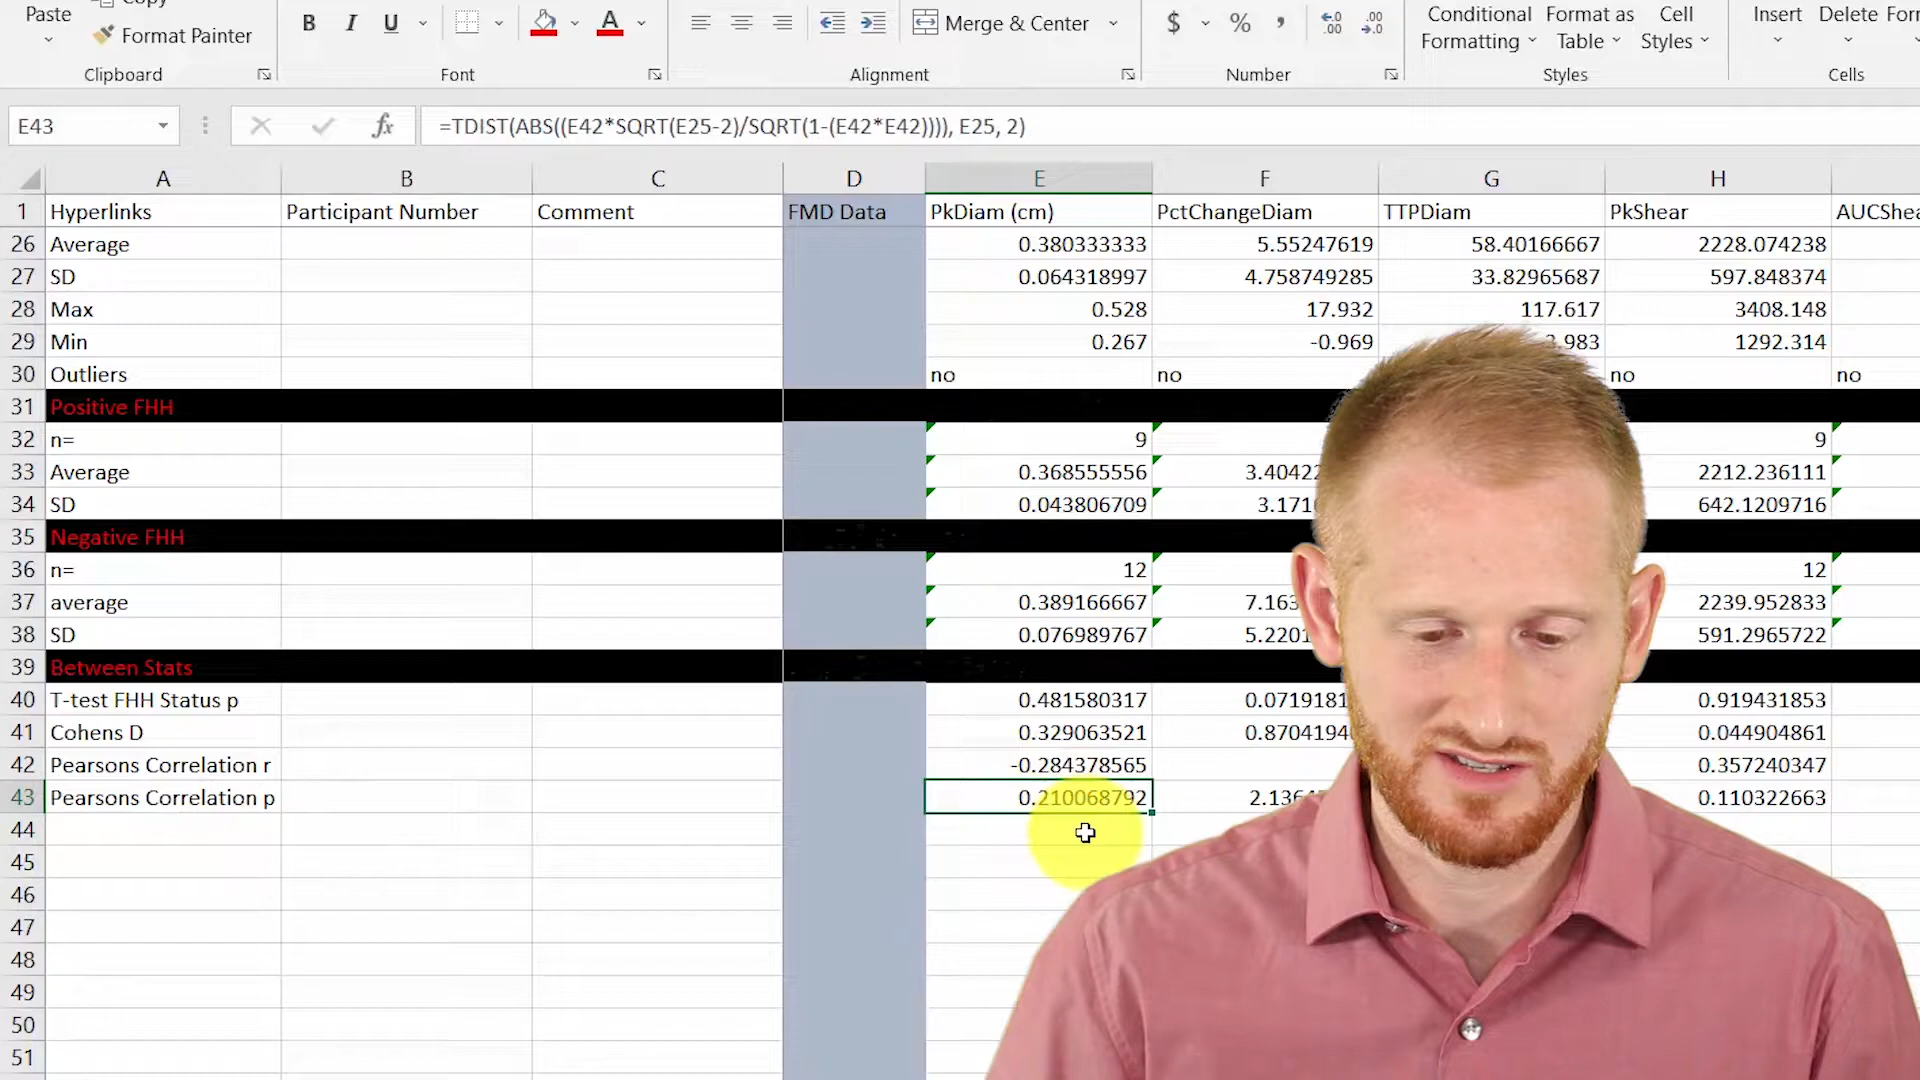 Paste
Copy
Format Painter
Clipboard
B I U
A
Font
Merge & Center
Alignment
$ % ,
Number
Conditional Formatting
Format as Table
Cell Styles
Styles
Insert
Delete
Cells
E43
fx
=TDIST(ABS((E42*SQRT(E25-2)/SQRT(1-(E42*E42)))), E25, 2)
A B C D E F G H
1 Hyperlinks Participant Number Comment FMD Data PkDiam (cm) PctChangeDiam TTPDiam PkShear
26 Average 0.380333333 5.55247619 58.40166667 2228.074238
27 SD 0.064318997 4.758749285 33.82965687 597.848374
28 Max 0.528 17.932 117.617 3408.148
29 Min 0.267 -0.969 1292.314
30 Outliers no no no no
31 Positive FHH
32 n= 9 9
33 Average 0.368555556 2212.236111
34 SD 0.043806709 642.1209716
35 Negative FHH
36 n= 12 12
37 average 0.389166667 2239.952833
38 SD 0.076989767 591.2965722
39 Between Stats
40 T-test FHH Status p 0.481580317 0.919431853
41 Cohens D 0.329063521 0.044904861
42 Pearsons Correlation r -0.284378565 0.357240347
43 Pearsons Correlation p 0.210068792 0.110322663
44
45
46
47
48
49
50
51